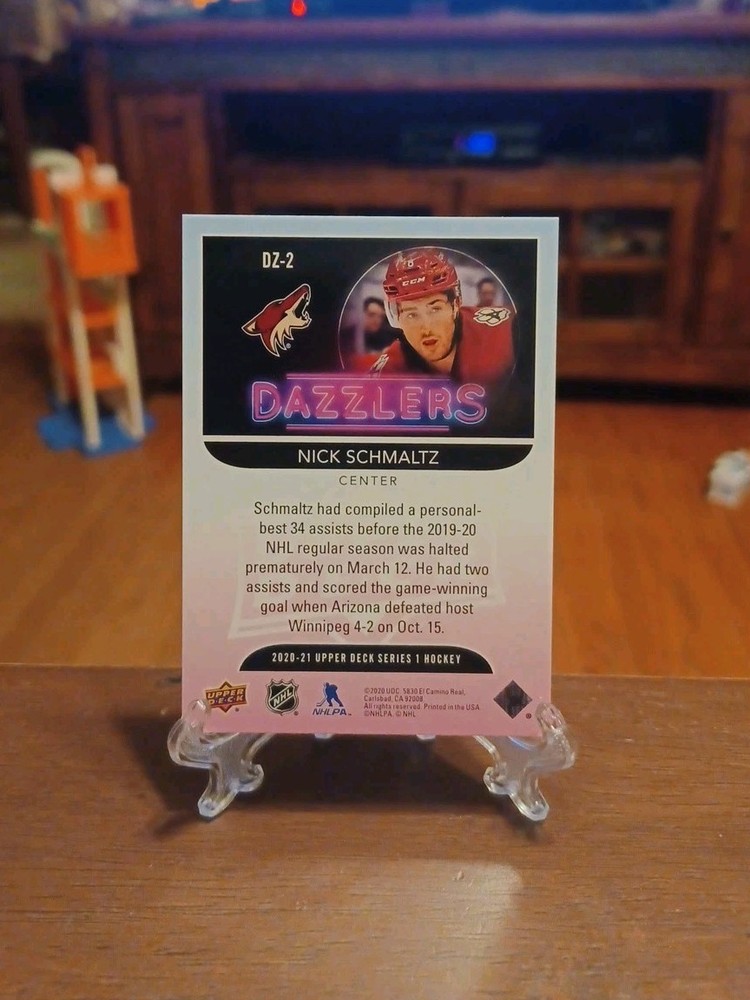 DZ-2
CCM
DAZZLERS
NICK SCHMALTZ
CENTER
Schmaltz had compiled a personal-
best 34 assists before the 2019-20
NHL regular season was halted
prematurely on March 12. He had two
assists and scored the game-winning
goal when Arizona defeated host
Winnipeg 4-2 on Oct. 15.
2020-21 UPPER DECK SERIES 1 HOCKEY
UPPER
DECK
NHL
NHLPA
©2020 UDC. 5830 El Camino Real,
Carlsbad, CA 92008
All rights reserved. Printed in the USA
©NHLPA. © NHL